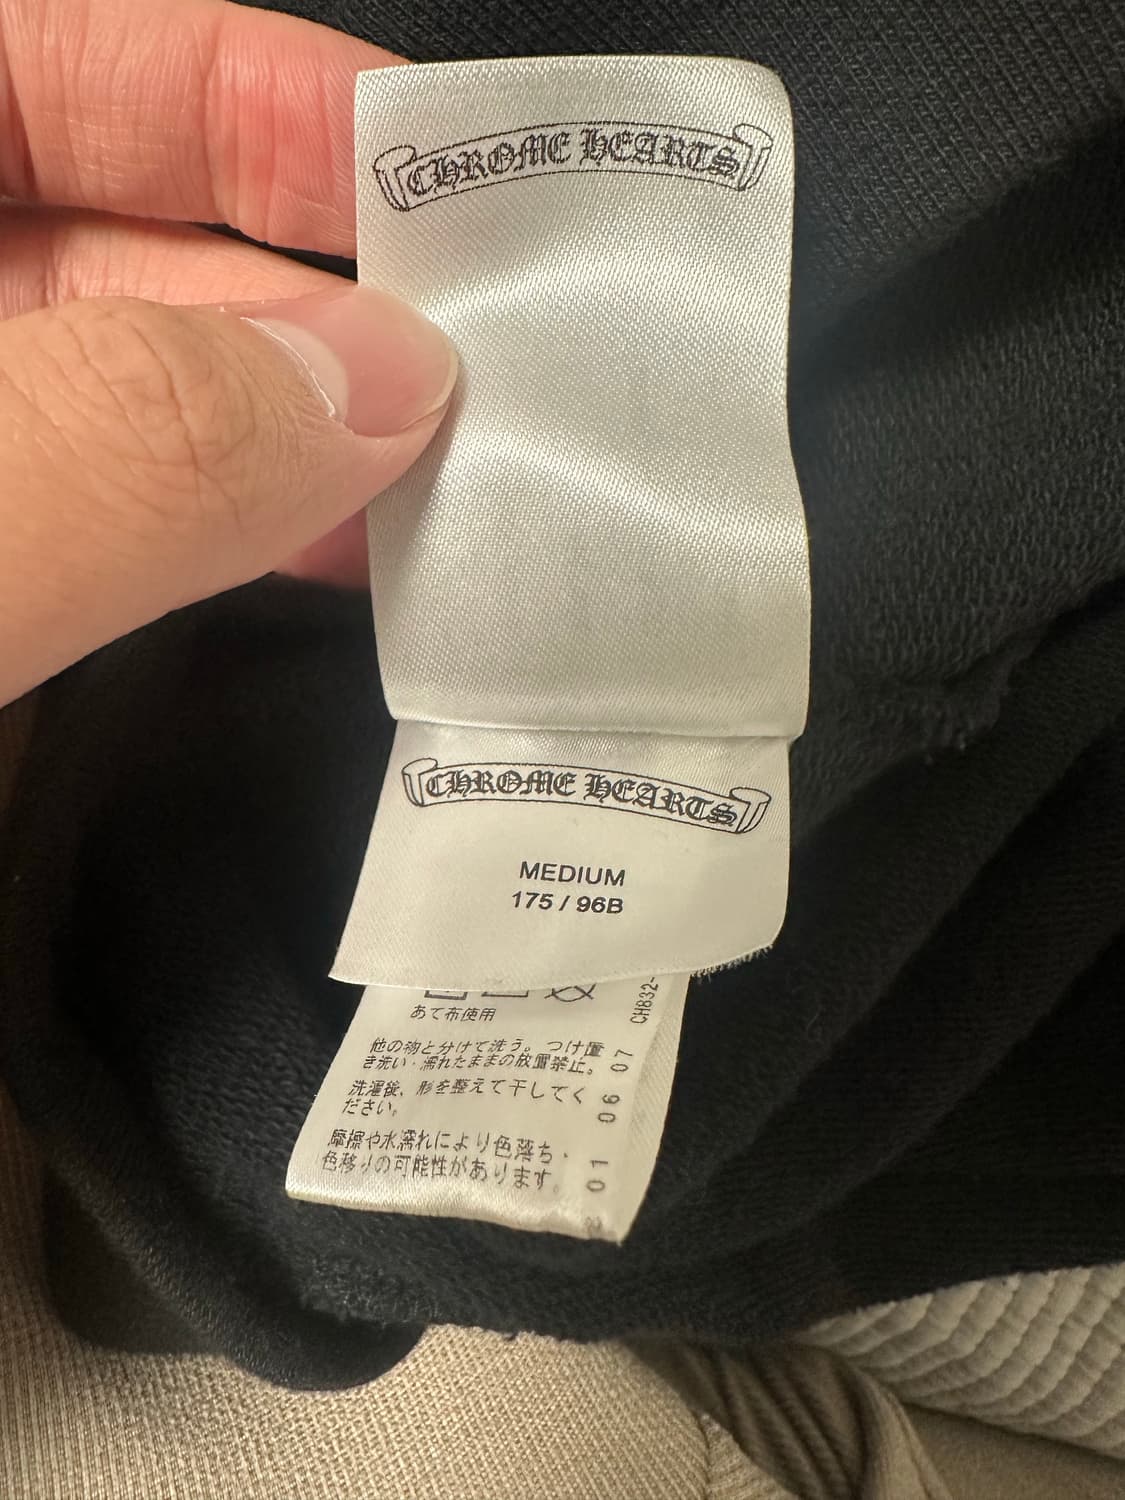 CHROME HEARTS
CHROME HEARTS
MEDIUM
175 / 96B
あて布使用
他の物と分けて洗う。つけ置
き洗い・濡れたままの放置禁止。
洗濯後、形を整えて干してく
ださい。
摩擦や水濡れにより色落ち・
色移りの可能性があります。
CH832-
01 06 07